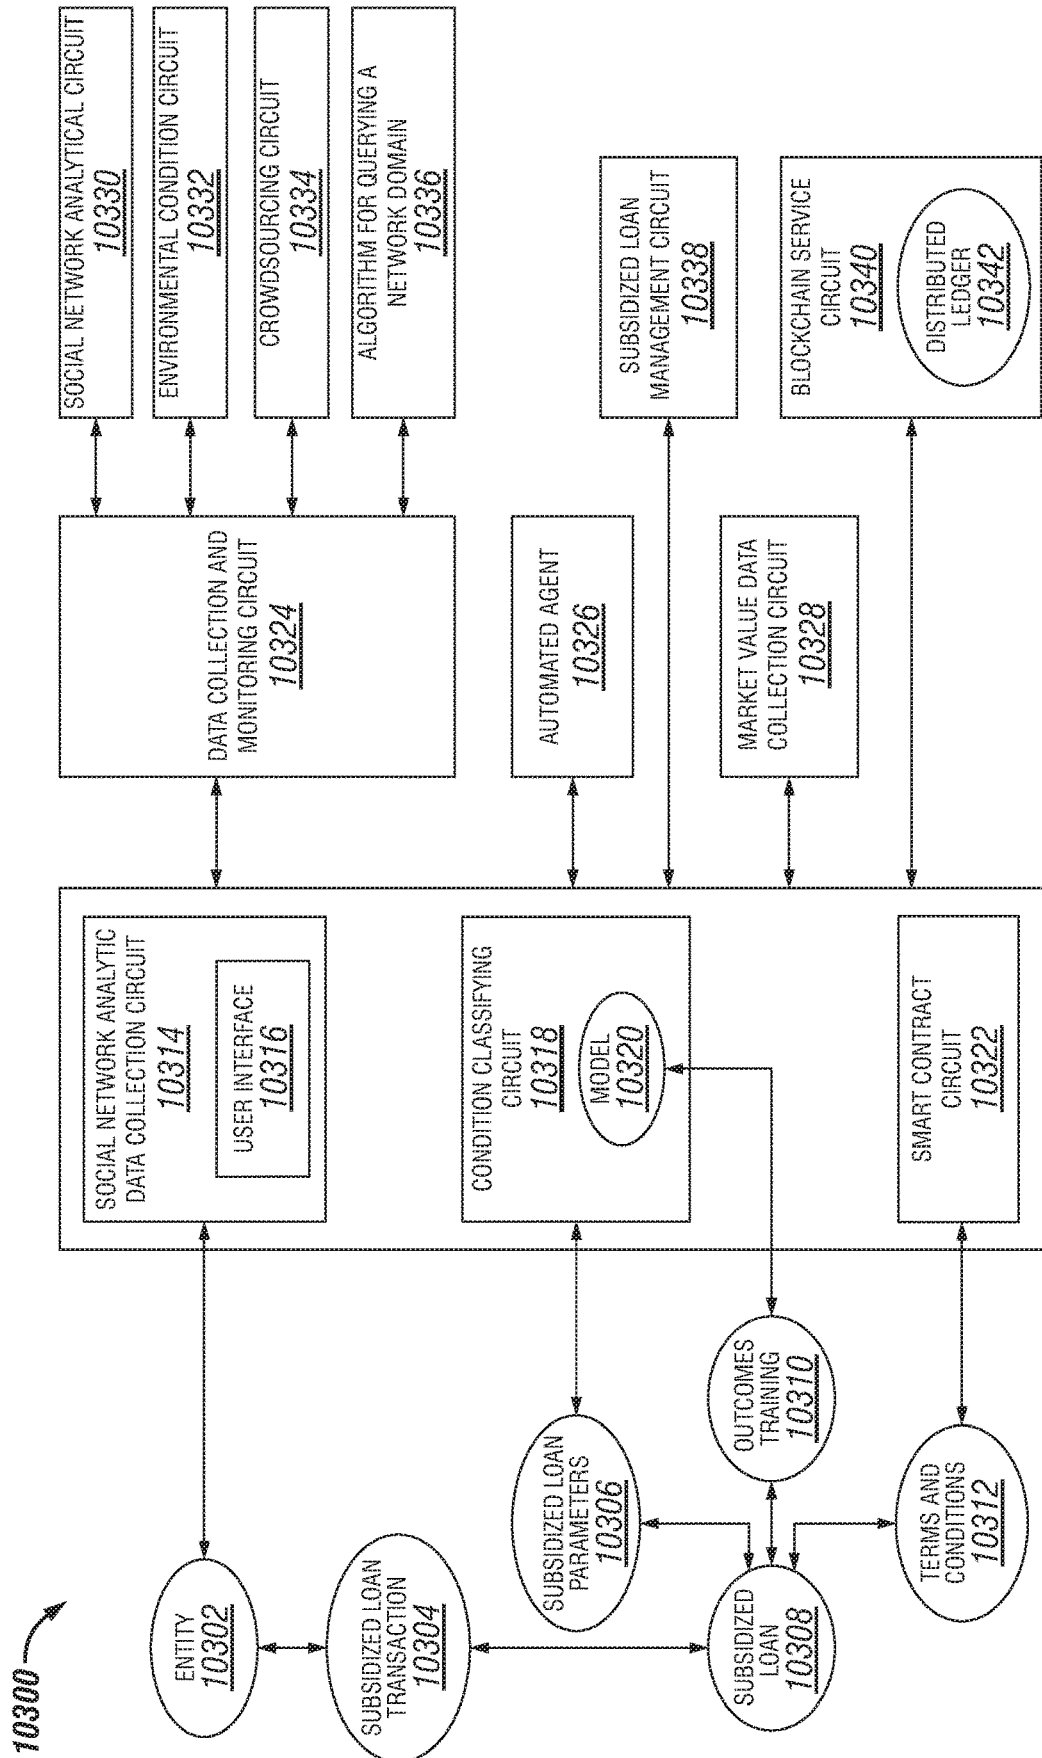 10300
ENTITY
10302
SUBSIDIZED LOAN
TRANSACTION
10304
SUBSIDIZED LOAN
PARAMETERS
10306
SUBSIDIZED
LOAN
10308
OUTCOMES
TRAINING
10310
TERMS AND
CONDITIONS
10312
SOCIAL NETWORK ANALYTIC
DATA COLLECTION CIRCUIT
10314
USER INTERFACE
10316
CONDITION CLASSIFYING
CIRCUIT
10318
MODEL
10320
SMART CONTRACT
CIRCUIT
10322
DATA COLLECTION AND
MONITORING CIRCUIT
10324
AUTOMATED AGENT
10326
MARKET VALUE DATA
COLLECTION CIRCUIT
10328
SOCIAL NETWORK ANALYTICAL CIRCUIT
10330
ENVIRONMENTAL CONDITION CIRCUIT
10332
CROWDSOURCING CIRCUIT
10334
ALGORITHM FOR QUERYING A
NETWORK DOMAIN
10336
SUBSIDIZED LOAN
MANAGEMENT CIRCUIT
10338
BLOCKCHAIN SERVICE
CIRCUIT
10340
DISTRIBUTED
LEDGER
10342